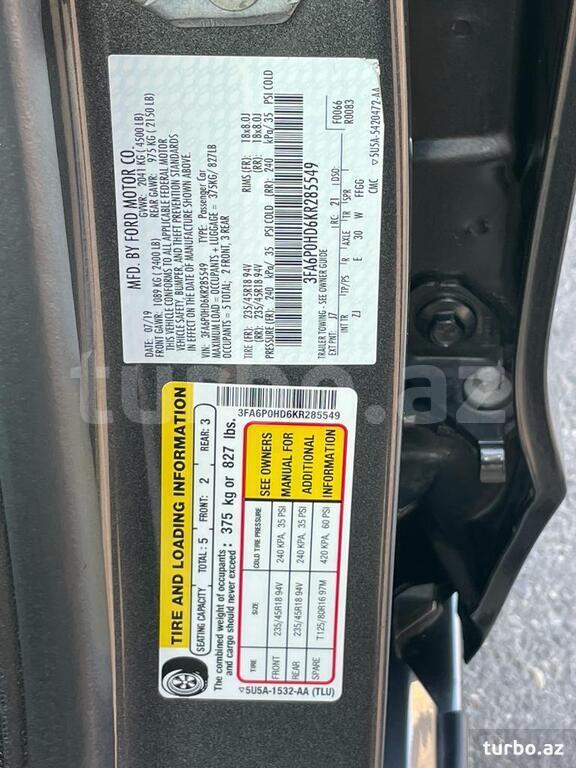 MFD. BY FORD MOTOR CO.
DATE: 07/19 GVWR: 2041 KG (4500 LB)
FRONT GAWR: 1089 KG (2400 LB) REAR GAWR: 975 KG (2150 LB)
THIS VEHICLE CONFORMS TO ALL APPLICABLE FEDERAL MOTOR
VEHICLE SAFETY, BUMPER, AND THEFT PREVENTION STANDARDS
IN EFFECT ON THE DATE OF MANUFACTURE SHOWN ABOVE.
VIN: 3FA6P0HD6KR285549 TYPE: Passenger Car
MAXIMUM LOAD = OCCUPANTS + LUGGAGE = 375KG/ 827LB
OCCUPANTS = 5 TOTAL; 2 FRONT, 3 REAR
TIRE (FR): 235/45R18 94V RIMS (FR): 18x8.0J
(RR): 235/45R18 94V (RR): 18x8.0J
PRESSURE (FR): 240 kPa/ 35 PSI COLD (RR): 240 kPa/ 35 PSI COLD
3FA6P0HD6KR285549
TRAILER TOWING - SEE OWNER GUIDE
F0066
R0083
EXT PNT: J7 RC: 21 DSO:
INT TR TP/PS R AXLE TR SPR
ZJ E 30 W FFGG
CMC ▽5U5A-5420472-AA
TIRE AND LOADING INFORMATION
SEATING CAPACITY TOTAL: 5 FRONT: 2 REAR: 3
The combined weight of occupants
and cargo should never exceed : 375 kg or 827 lbs.
3FA6P0HD6KR285549
TIRE SIZE COLD TIRE PRESSURE SEE OWNERS
FRONT 235/45R18 94V 240 KPA, 35 PSI MANUAL FOR
REAR 235/45R18 94V 240 KPA, 35 PSI ADDITIONAL
SPARE T125/80R16 97M 420 KPA, 60 PSI INFORMATION
▽5U5A-1532-AA (TLU)
turbo.az
turbo.az